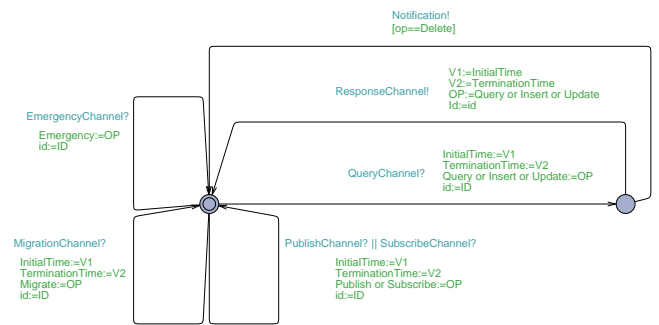 Notification!
[op==Delete]
V1:=InitialTime
V2:=TerminationTime
OP:=Query or Insert or Update
Id:=id
ResponseChannel!
EmergencyChannel?
Emergency:=OP
id:=ID
QueryChannel?
InitialTime:=V1
TerminationTime:=V2
Query or Insert or Update:=OP
id:=ID
MigrationChannel?
InitialTime:=V1
TerminationTime:=V2
Migrate:=OP
id:=ID
PublishChannel? || SubscribeChannel?
InitialTime:=V1
TerminationTime:=V2
Publish or Subscribe:=OP
id:=ID